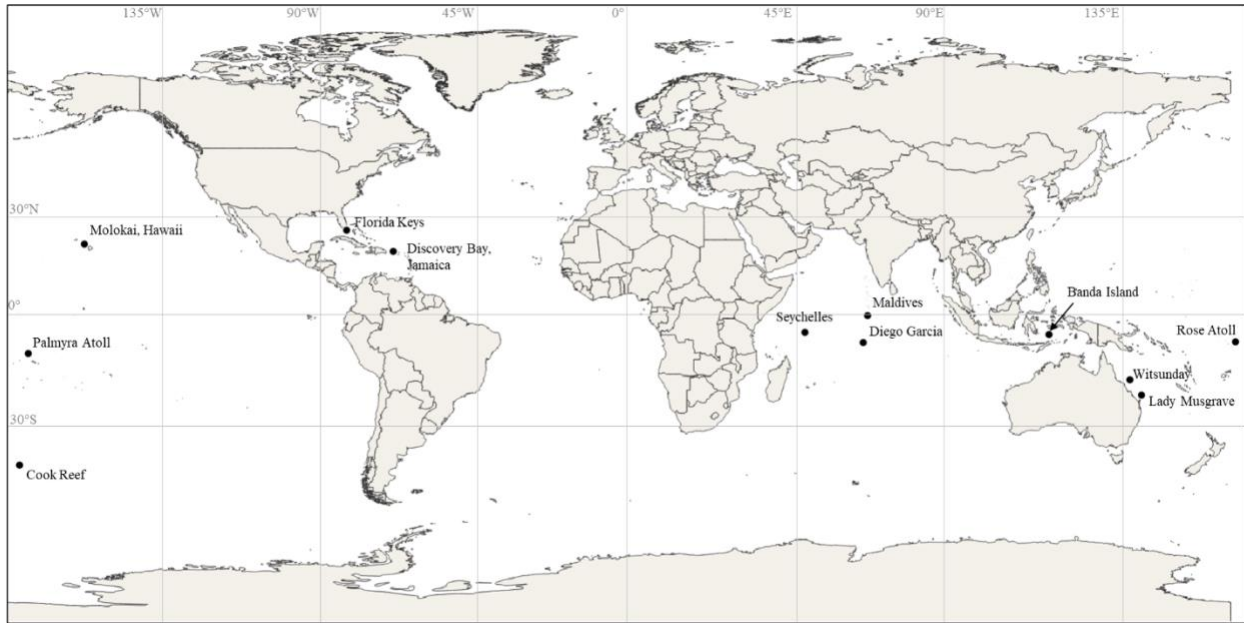 135°W
90°W
45°W
0°
45°E
90°E
135°E
30°N
Florida Keys
Molokai, Hawaii
Discovery Bay,
Jamaica
Banda Island
0°
Maldives
Seychelles
Diego Garcia
Rose Atoll
Palmyra Atoll
Witsunday
Lady Musgrave
30°S
Cook Reef